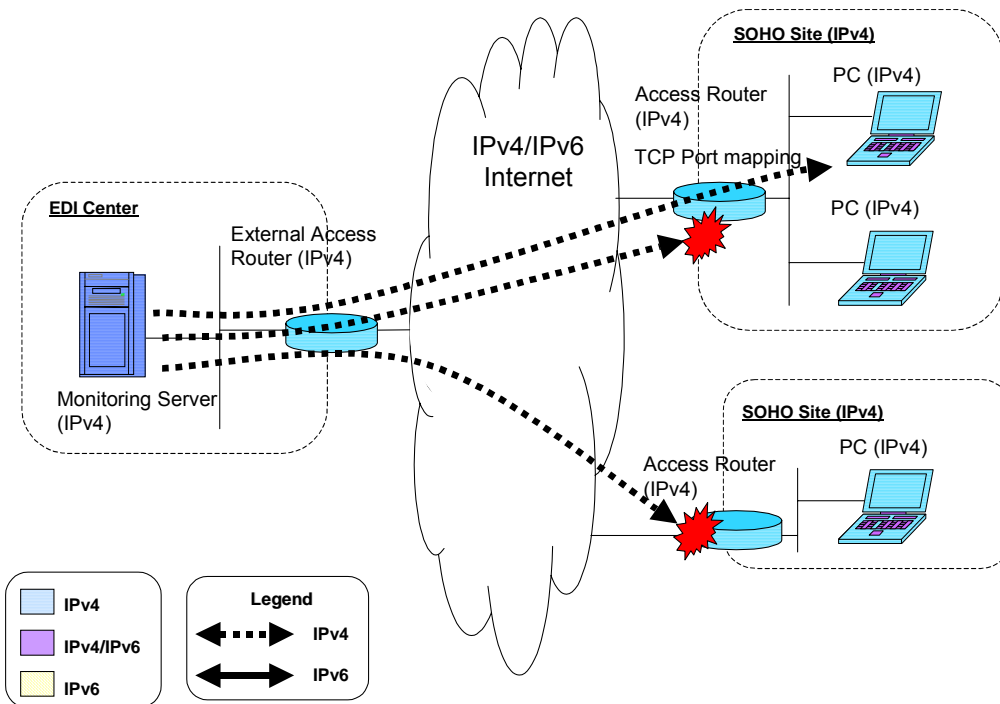 SOHO Site (IPv4)
PC (IPv4)
Access Router
(IPv4)
TCP Port mapping
PC (IPv4)
IPv4/IPv6
Internet
EDI Center
External Access
Router (IPv4)
Monitoring Server
(IPv4)
SOHO Site (IPv4)
PC (IPv4)
Access Router
(IPv4)
IPv4
IPv4/IPv6
IPv6
Legend
IPv4
IPv6